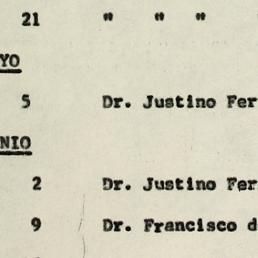 21 " " "
YO
5 Dr. Justino Fer
NIO
2 Dr. Justino Fer
9 Dr. Francisco d